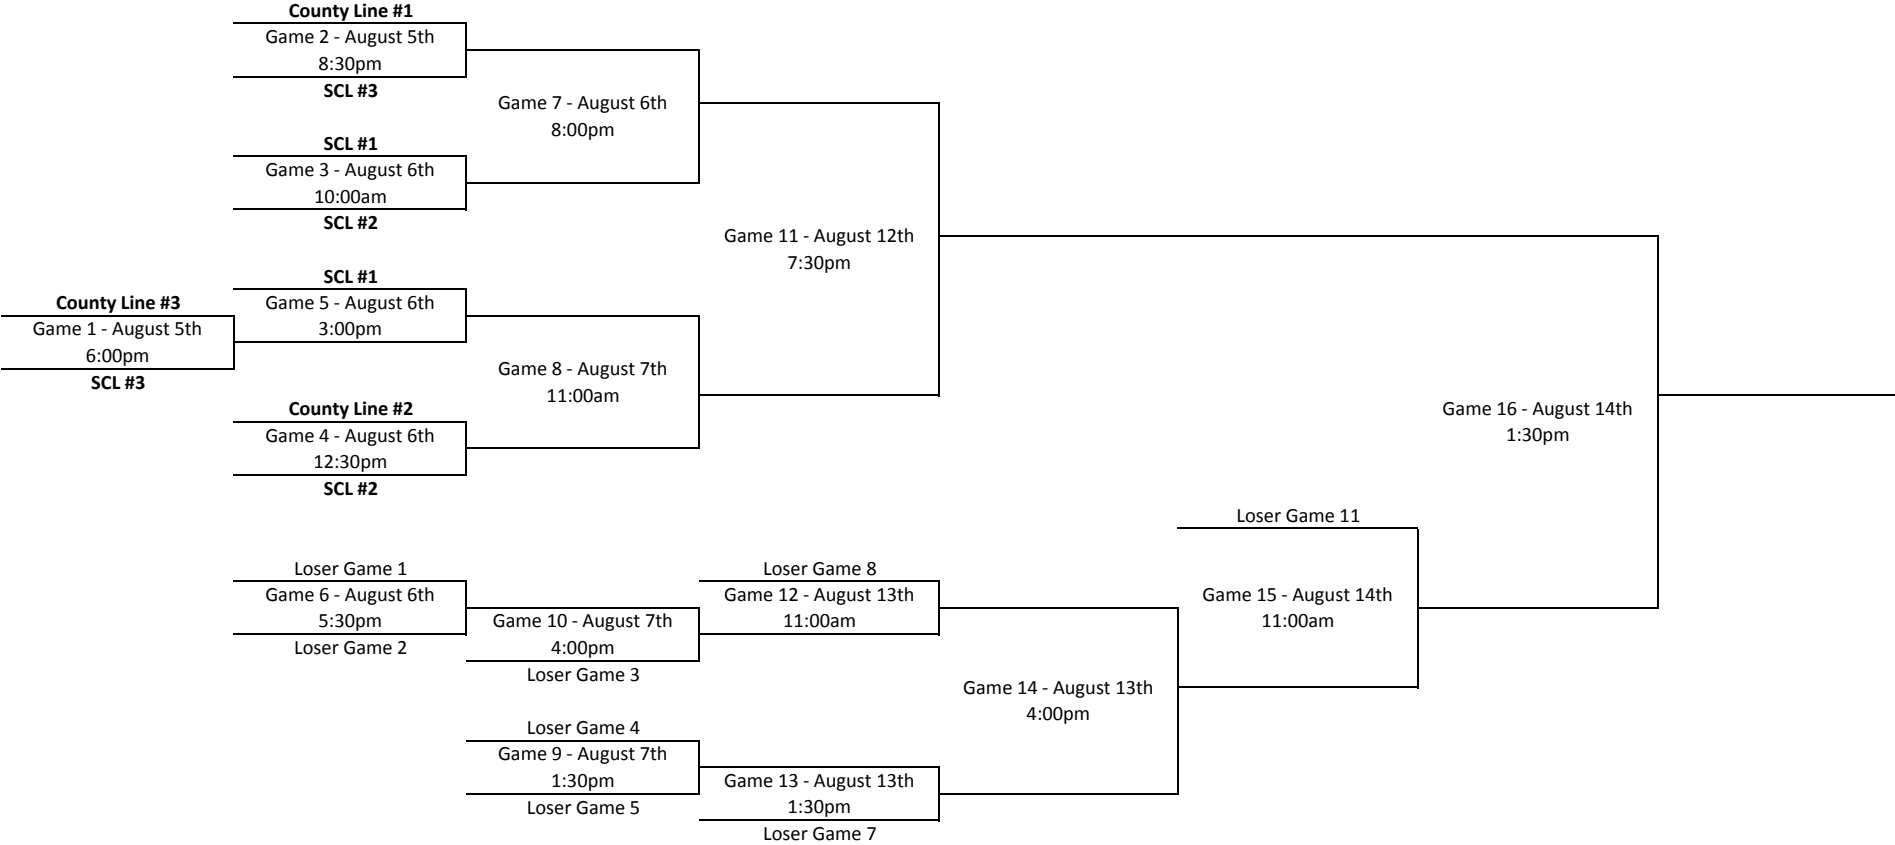 County Line #1
Game 2 - August 5th
8:30pm
SCL #3
Game 7 - August 6th
8:00pm
SCL #1
Game 3 - August 6th
10:00am
SCL #2
Game 11 - August 12th
7:30pm
SCL #1
County Line #3
Game 5 - August 6th
Game 1 - August 5th
3:00pm
6:00pm
SCL #3
Game 8 - August 7th
11:00am
County Line #2
Game 4 - August 6th
12:30pm
SCL #2
Game 16 - August 14th
1:30pm
Loser Game 11
Loser Game 1
Game 6 - August 6th
5:30pm
Loser Game 2
Game 10 - August 7th
4:00pm
Loser Game 3
Loser Game 8
Game 12 - August 13th
11:00am
Game 15 - August 14th
11:00am
Game 14 - August 13th
4:00pm
Loser Game 4
Game 9 - August 7th
1:30pm
Loser Game 5
Game 13 - August 13th
1:30pm
Loser Game 7